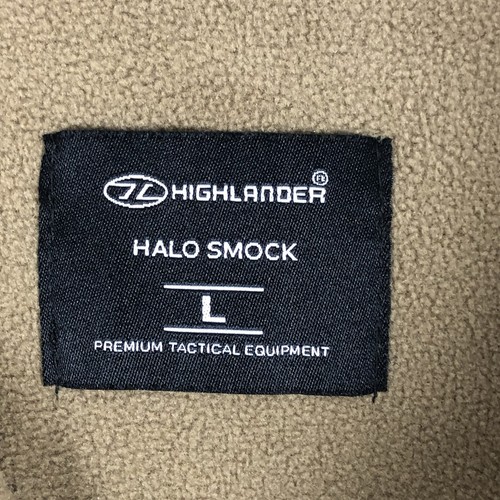 HIGHLANDER®
HALO SMOCK
L
PREMIUM TACTICAL EQUIPMENT